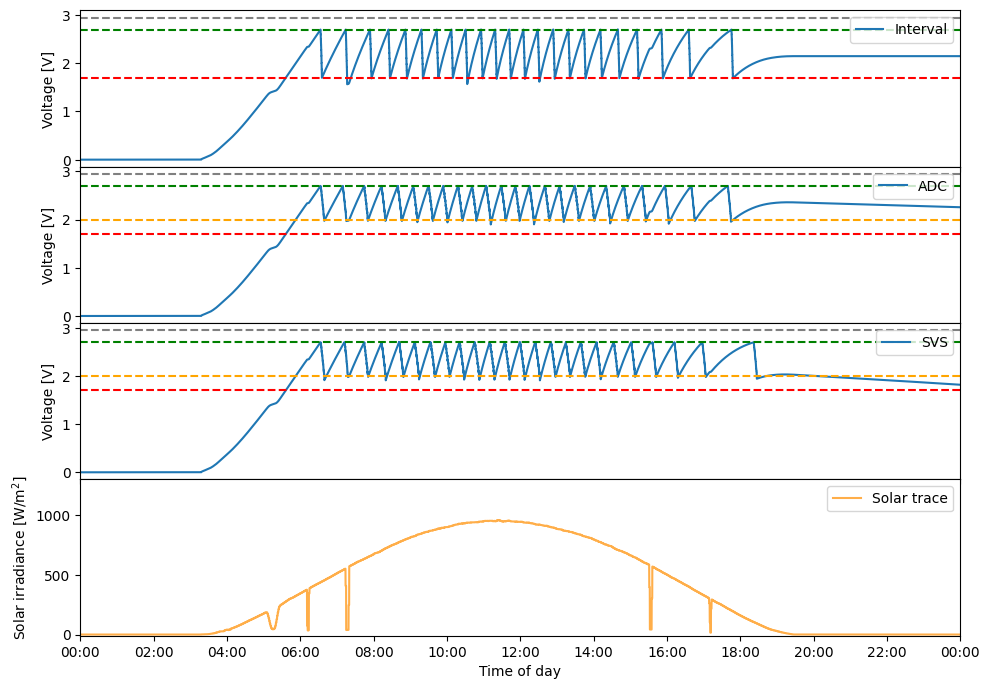 3
2
1
0
Voltage [V]
Interval
3
2
1
0
Voltage [V]
ADC
3
2
1
0
Voltage [V]
SVS
1000
500
0
Solar irradiance [W/m²]
Solar trace
00:00 02:00 04:00 06:00 08:00 10:00 12:00 14:00 16:00 18:00 20:00 22:00 00:00
Time of day